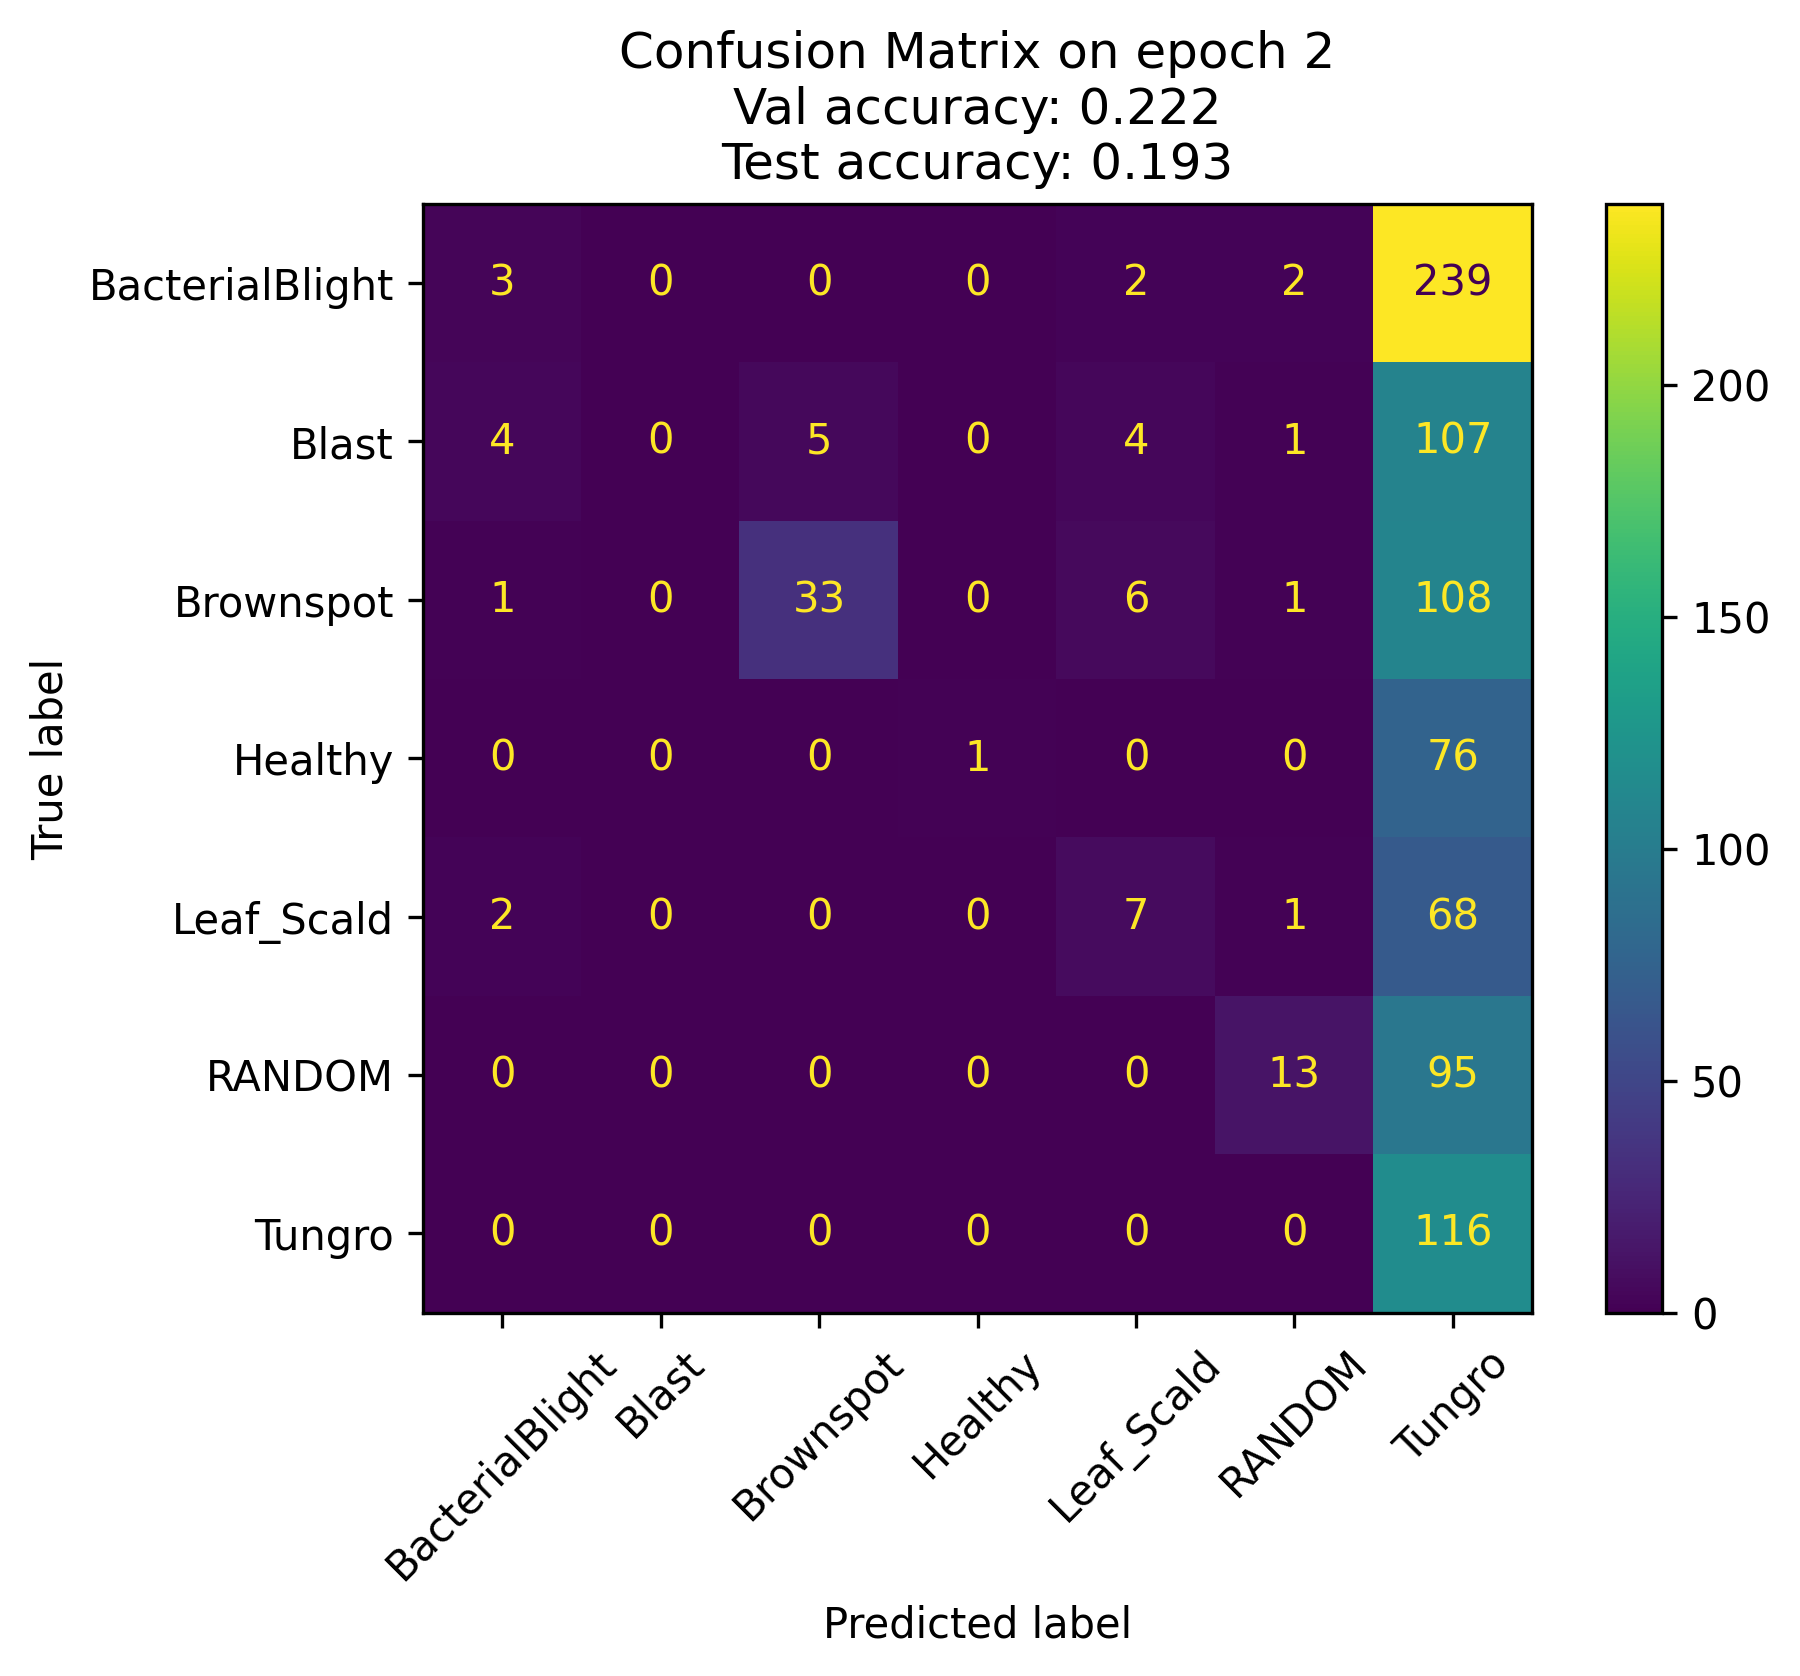 Confusion Matrix on epoch 2
Val accuracy: 0.222
Test accuracy: 0.193
BacterialBlight 3 0 0 0 2 2 239
Blast 4 0 5 0 4 1 107
Brownspot 1 0 33 0 6 1 108
Healthy 0 0 0 1 0 0 76
Leaf_Scald 2 0 0 0 7 1 68
RANDOM 0 0 0 0 0 13 95
Tungro 0 0 0 0 0 0 116
True label
BacterialBlight
Blast
Brownspot
Healthy
Leaf_Scald
RANDOM
Tungro
Predicted label
200
150
100
50
0